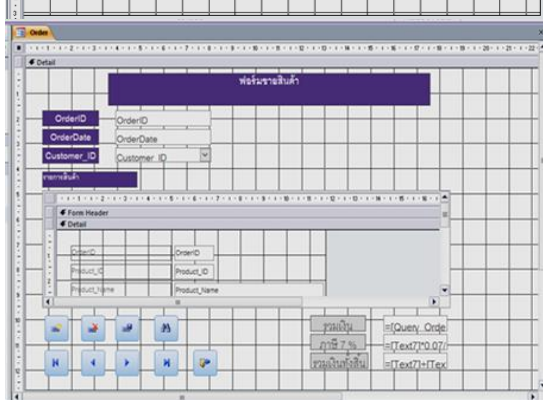 Order
Detail
ฟอร์มขายสินค้า
OrderID OrderID
OrderDate OrderDate
Customer_ID Customer_ID
รายการสินค้า
Form Header
Detail
OrderID OrderID
Product_ID Product_ID
Product_Name Product_Name
รวมเงิน =[Query_Orde
ภาษี 7 % =[Text7]*0.07/
รวมเงินทั้งสิ้น =[Text7]+[Tex